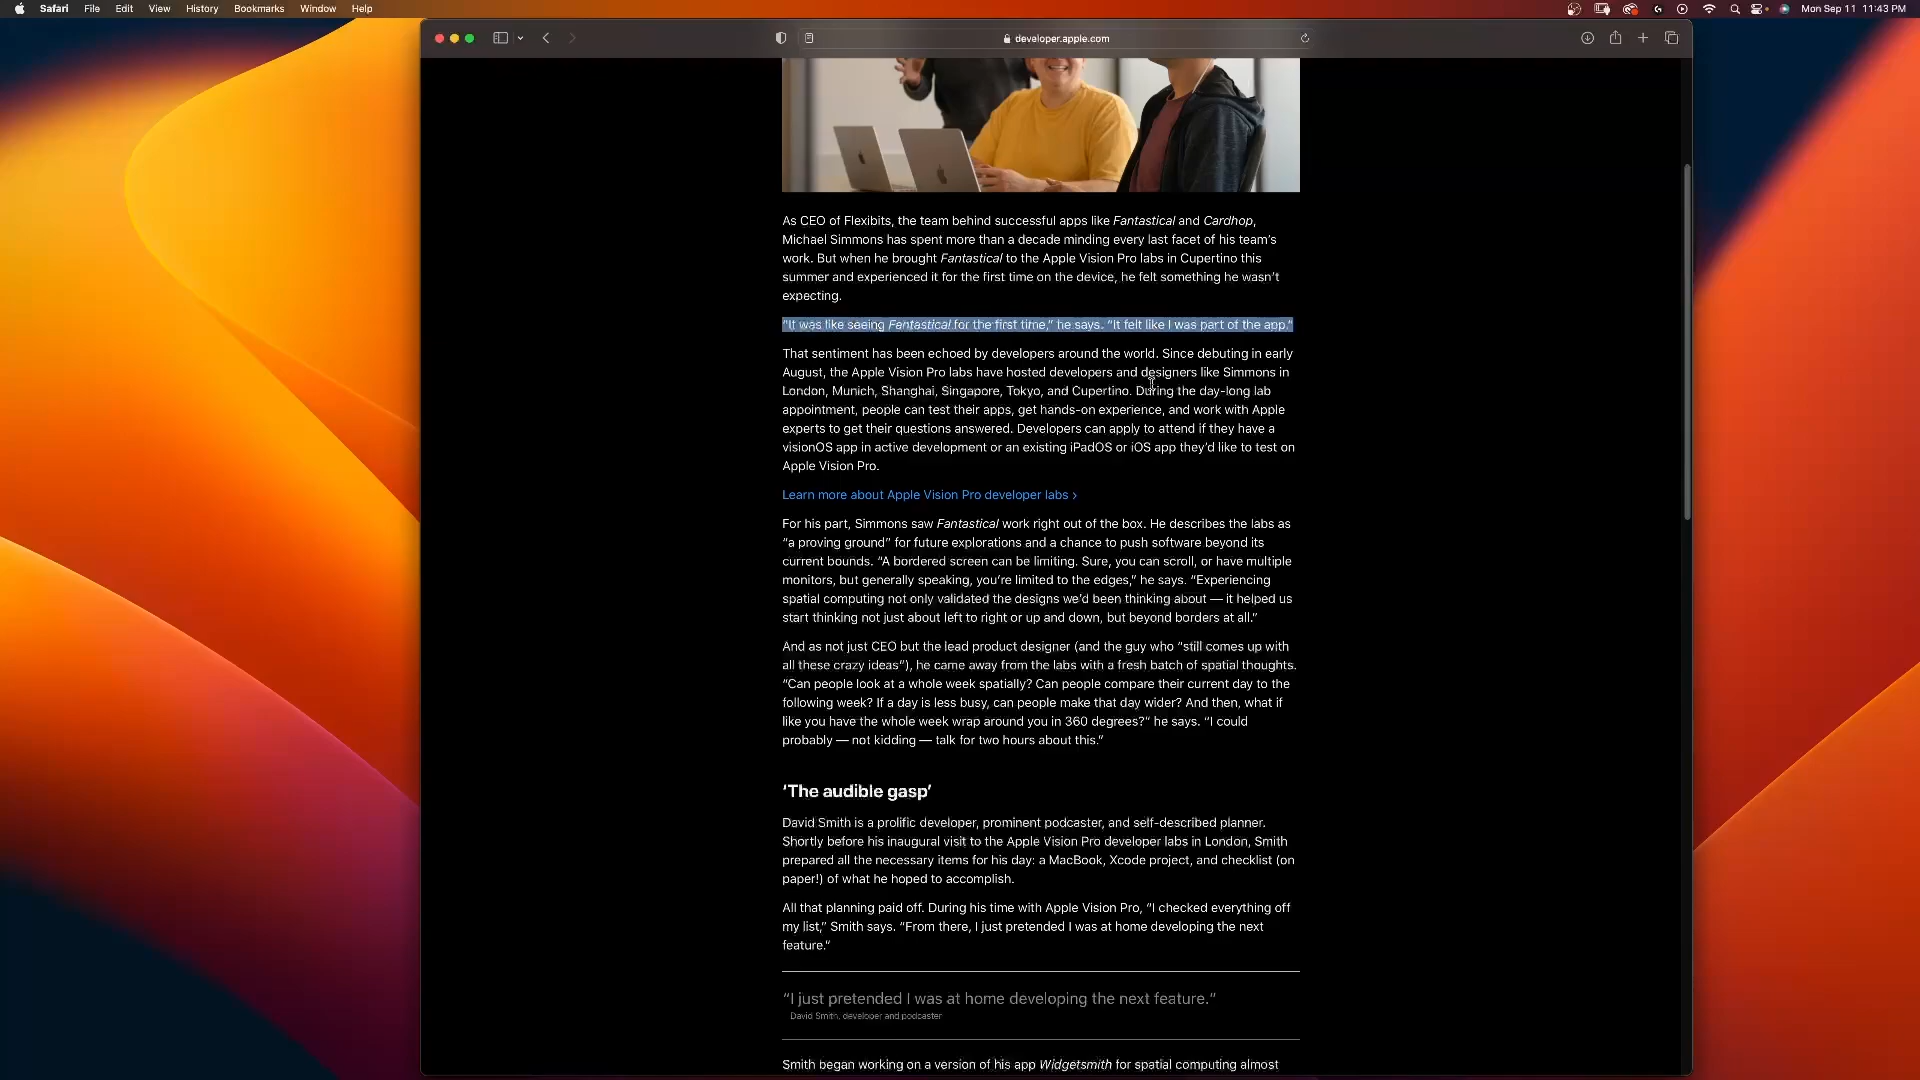 Safari File Edit View History Bookmarks Window Help Mon Sep 11 11:43 PM
developer.apple.com
As CEO of Flexibits, the team behind successful apps like Fantastical and Cardhop,
Michael Simmons has spent more than a decade minding every last facet of his team’s
work. But when he brought Fantastical to the Apple Vision Pro labs in Cupertino this
summer and experienced it for the first time on the device, he felt something he wasn’t
expecting.
“It was like seeing Fantastical for the first time,” he says. “It felt like I was part of the app.”
That sentiment has been echoed by developers around the world. Since debuting in early
August, the Apple Vision Pro labs have hosted developers and designers like Simmons in
London, Munich, Shanghai, Singapore, Tokyo, and Cupertino. During the day-long lab
appointment, people can test their apps, get hands-on experience, and work with Apple
experts to get their questions answered. Developers can apply to attend if they have a
visionOS app in active development or an existing iPadOS or iOS app they’d like to test on
Apple Vision Pro.
Learn more about Apple Vision Pro developer labs ›
For his part, Simmons saw Fantastical work right out of the box. He describes the labs as
“a proving ground” for future explorations and a chance to push software beyond its
current bounds. “A bordered screen can be limiting. Sure, you can scroll, or have multiple
monitors, but generally speaking, you’re limited to the edges,” he says. “Experiencing
spatial computing not only validated the designs we’d been thinking about — it helped us
start thinking not just about left to right or up and down, but beyond borders at all.”
And as not just CEO but the lead product designer (and the guy who “still comes up with
all these crazy ideas”), he came away from the labs with a fresh batch of spatial thoughts.
“Can people look at a whole week spatially? Can people compare their current day to the
following week? If a day is less busy, can people make that day wider? And then, what if
like you have the whole week wrap around you in 360 degrees?” he says. “I could
probably — not kidding — talk for two hours about this.”
‘The audible gasp’
David Smith is a prolific developer, prominent podcaster, and self-described planner.
Shortly before his inaugural visit to the Apple Vision Pro developer labs in London, Smith
prepared all the necessary items for his day: a MacBook, Xcode project, and checklist (on
paper!) of what he hoped to accomplish.
All that planning paid off. During his time with Apple Vision Pro, “I checked everything off
my list,” Smith says. “From there, I just pretended I was at home developing the next
feature.”
“I just pretended I was at home developing the next feature.”
David Smith, developer and podcaster
Smith began working on a version of his app Widgetsmith for spatial computing almost